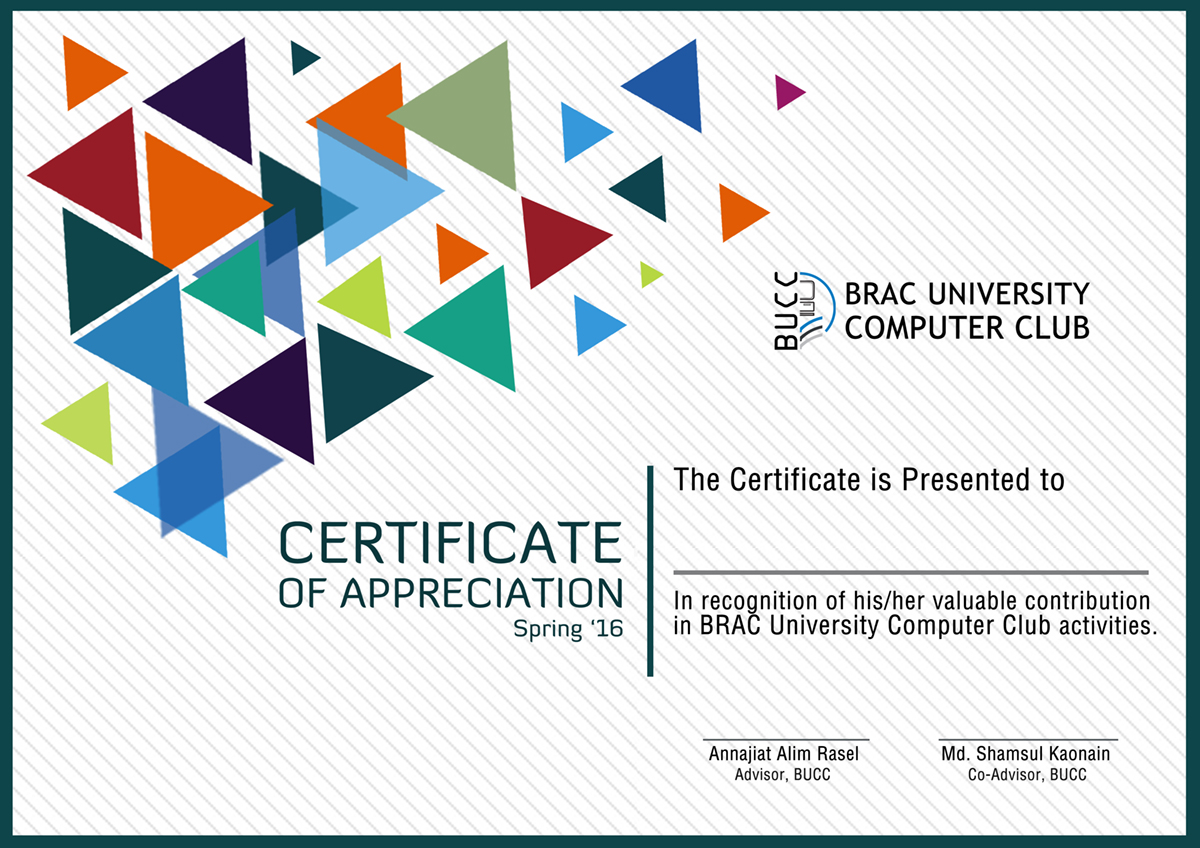 BUCC
BRAC UNIVERSITY
COMPUTER CLUB
CERTIFICATE
OF APPRECIATION
Spring ‘16
The Certificate is Presented to
In recognition of his/her valuable contribution
in BRAC University Computer Club activities.
Annajiat Alim Rasel
Advisor, BUCC
Md. Shamsul Kaonain
Co-Advisor, BUCC